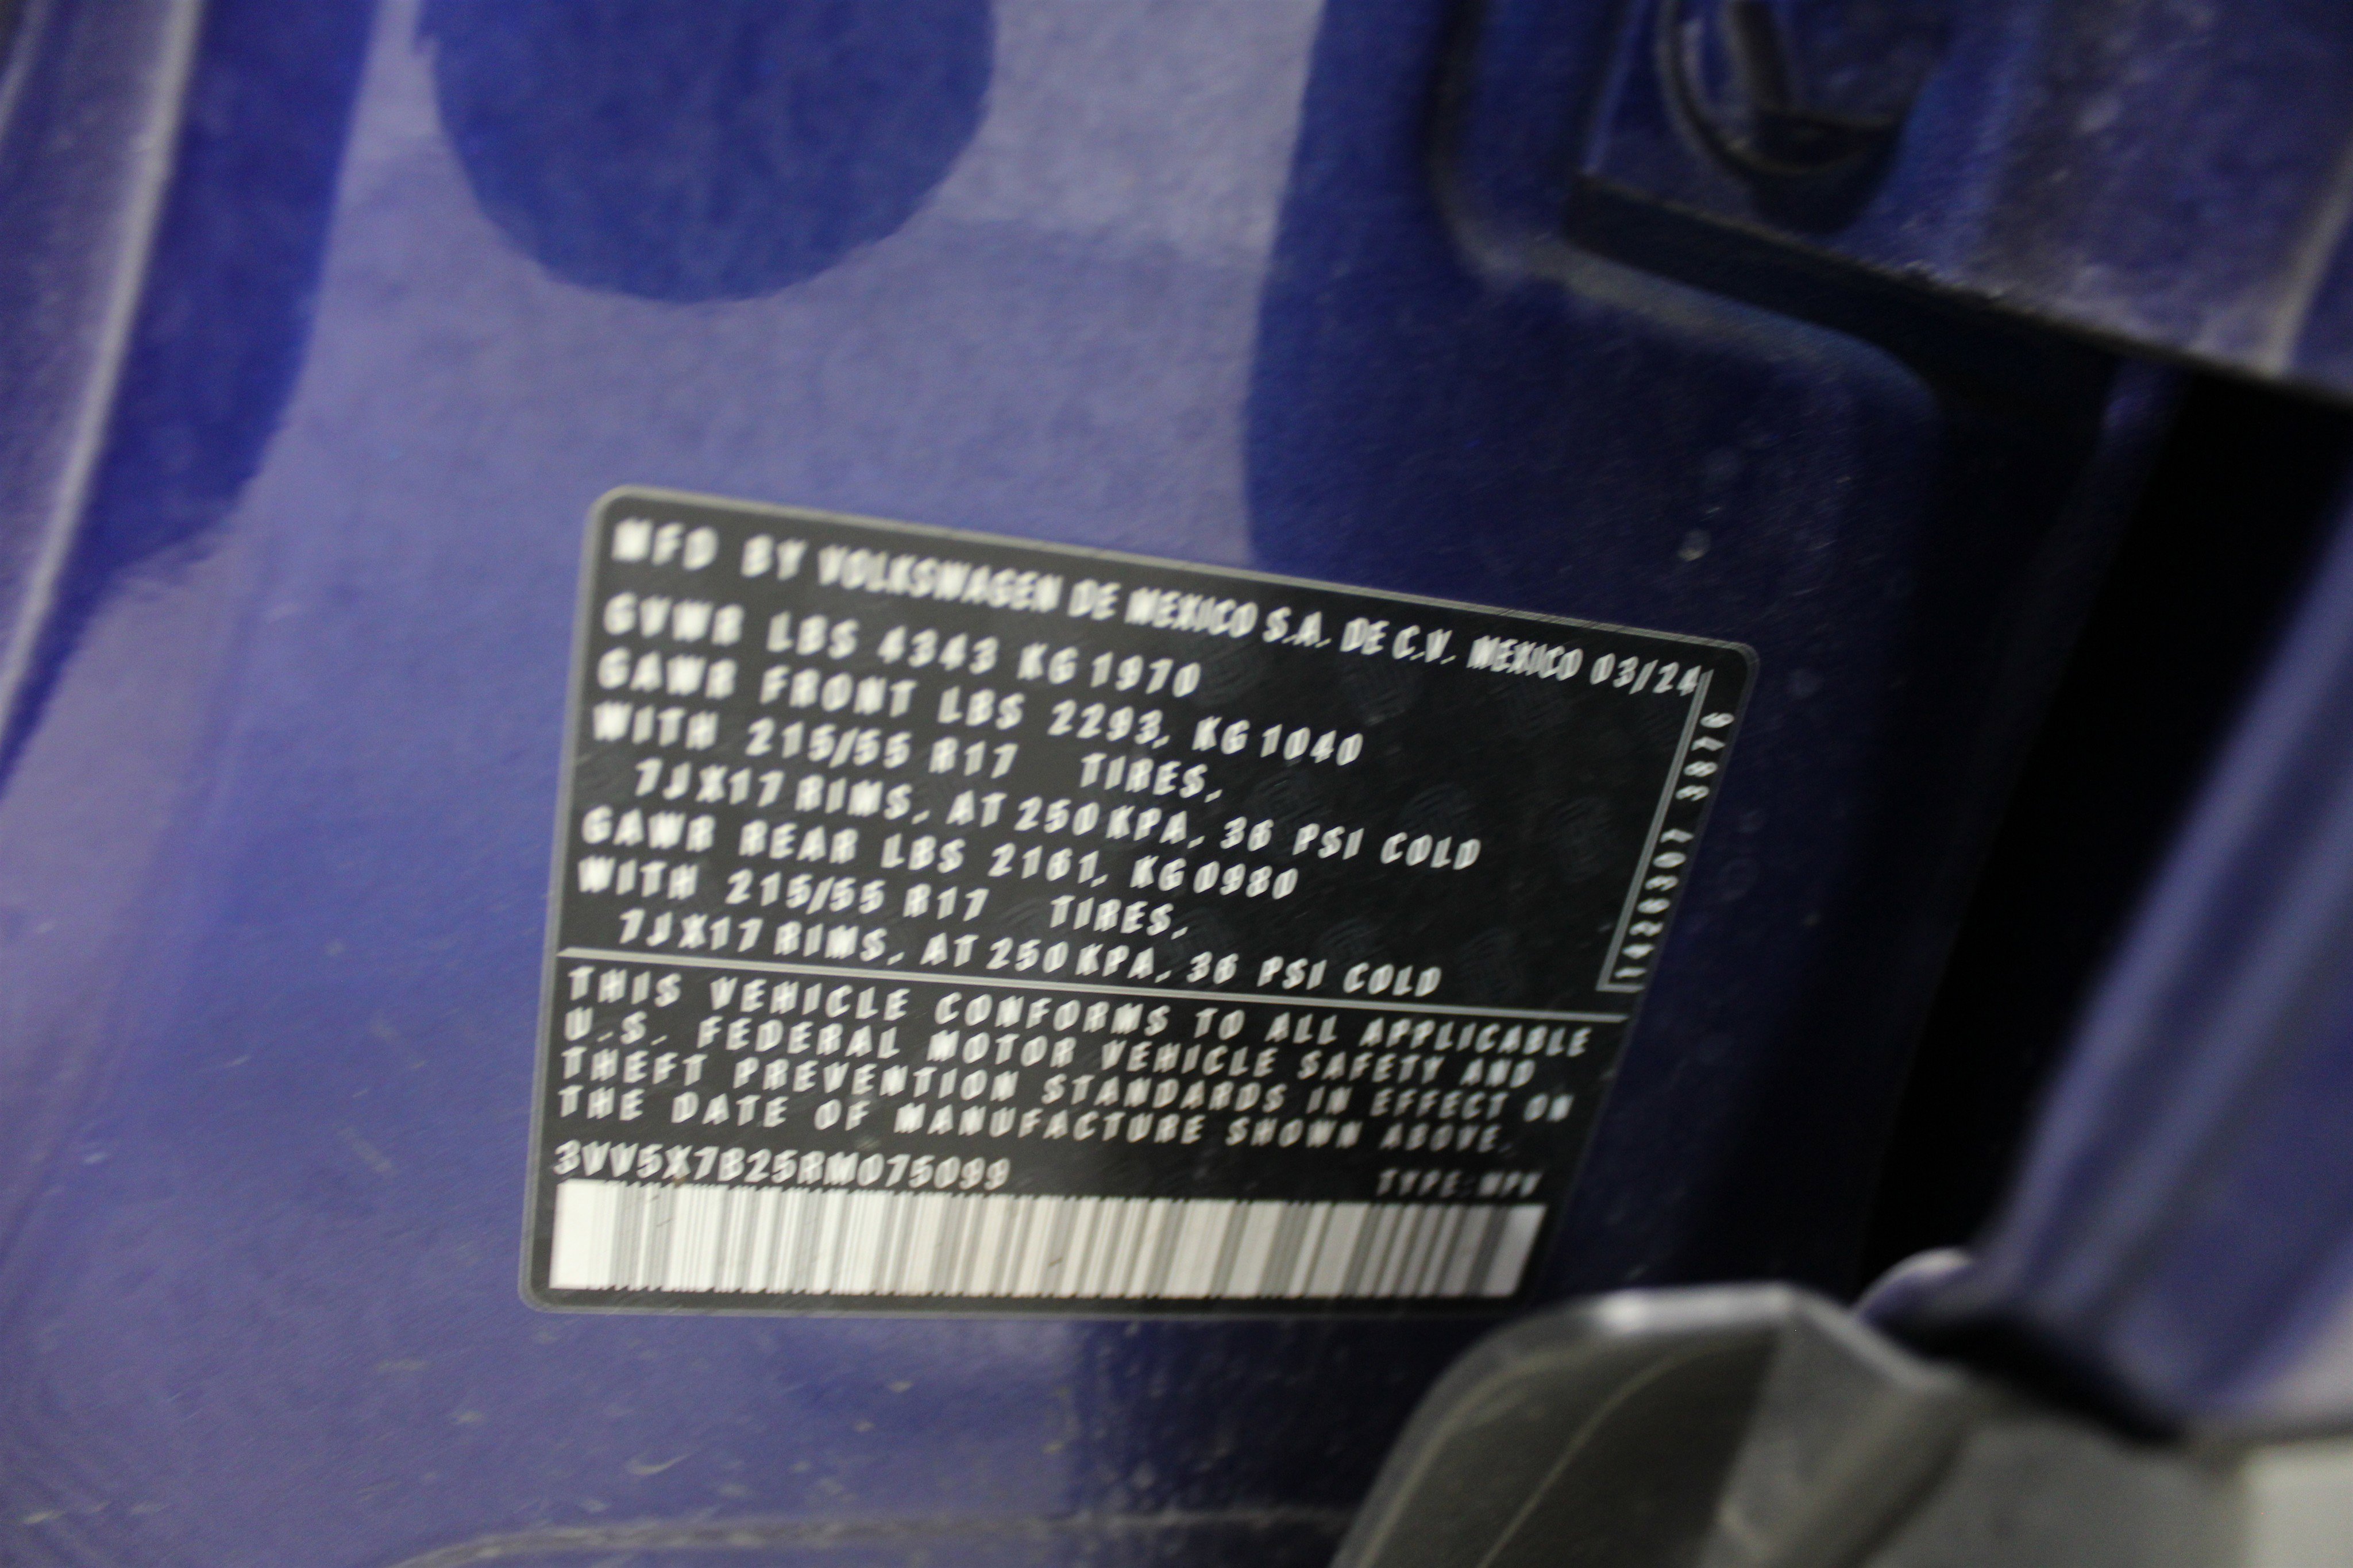 MFD BY VOLKSWAGEN DE MEXICO S.A. DE C.V. MEXICO 03/24
GVWR LBS 4343 KG 1970
GAWR FRONT LBS 2293, KG 1040
WITH 215/55 R17 TIRES,
7JX17 RIMS, AT 250 KPA, 36 PSI COLD
GAWR REAR LBS 2161, KG 0980
WITH 215/55 R17 TIRES,
7JX17 RIMS, AT 250 KPA, 36 PSI COLD
THIS VEHICLE CONFORMS TO ALL APPLICABLE
U.S. FEDERAL MOTOR VEHICLE SAFETY AND
THEFT PREVENTION STANDARDS IN EFFECT ON
THE DATE OF MANUFACTURE SHOWN ABOVE.
3VV5X7B25RM075099 TYPE: MPV